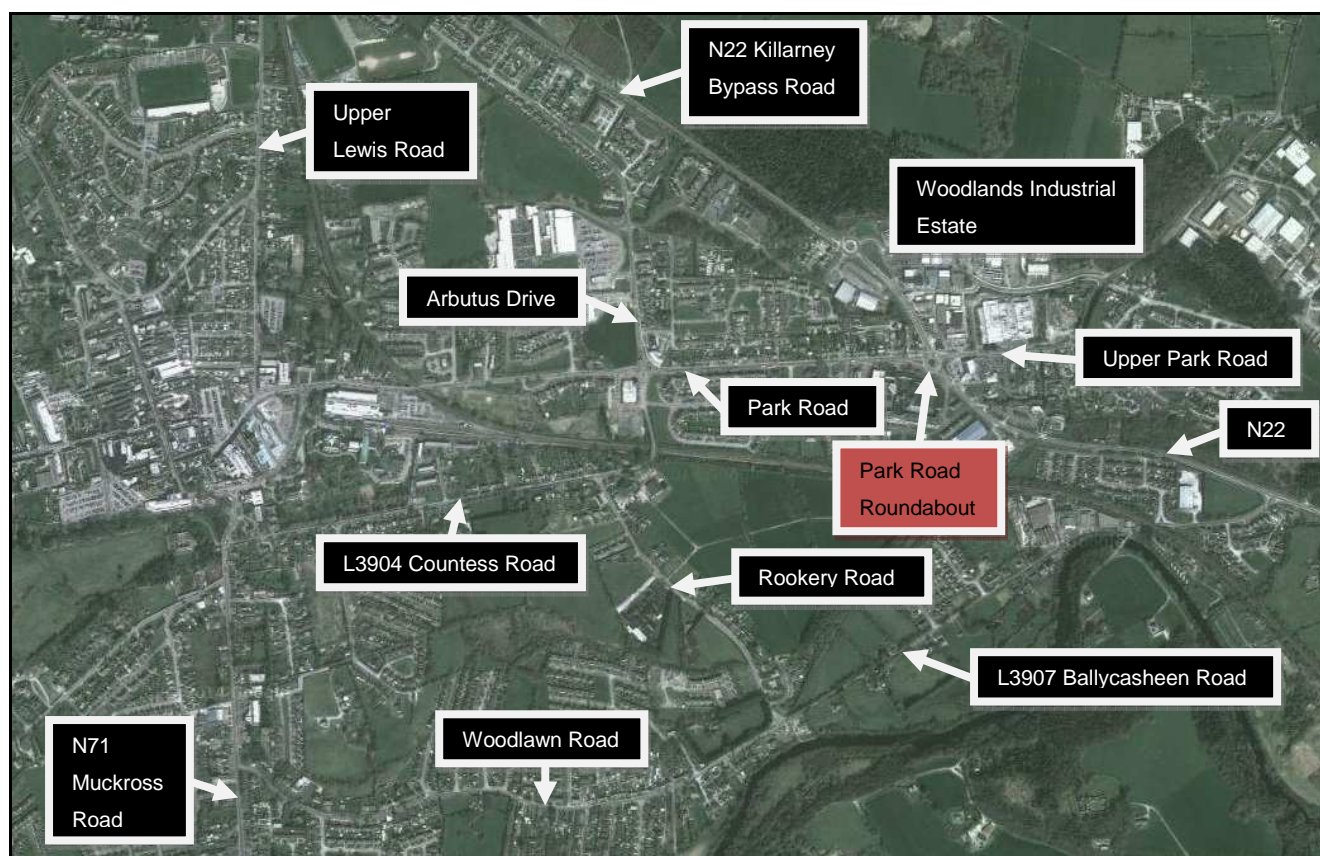 N22 Killarney
Bypass Road
Upper
Lewis Road
Woodlands Industrial
Estate
Arbutus Drive
Upper Park Road
Park Road
N22
Park Road
Roundabout
L3904 Countess Road
Rookery Road
L3907 Ballycasheen Road
Woodlawn Road
N71
Muckross
Road